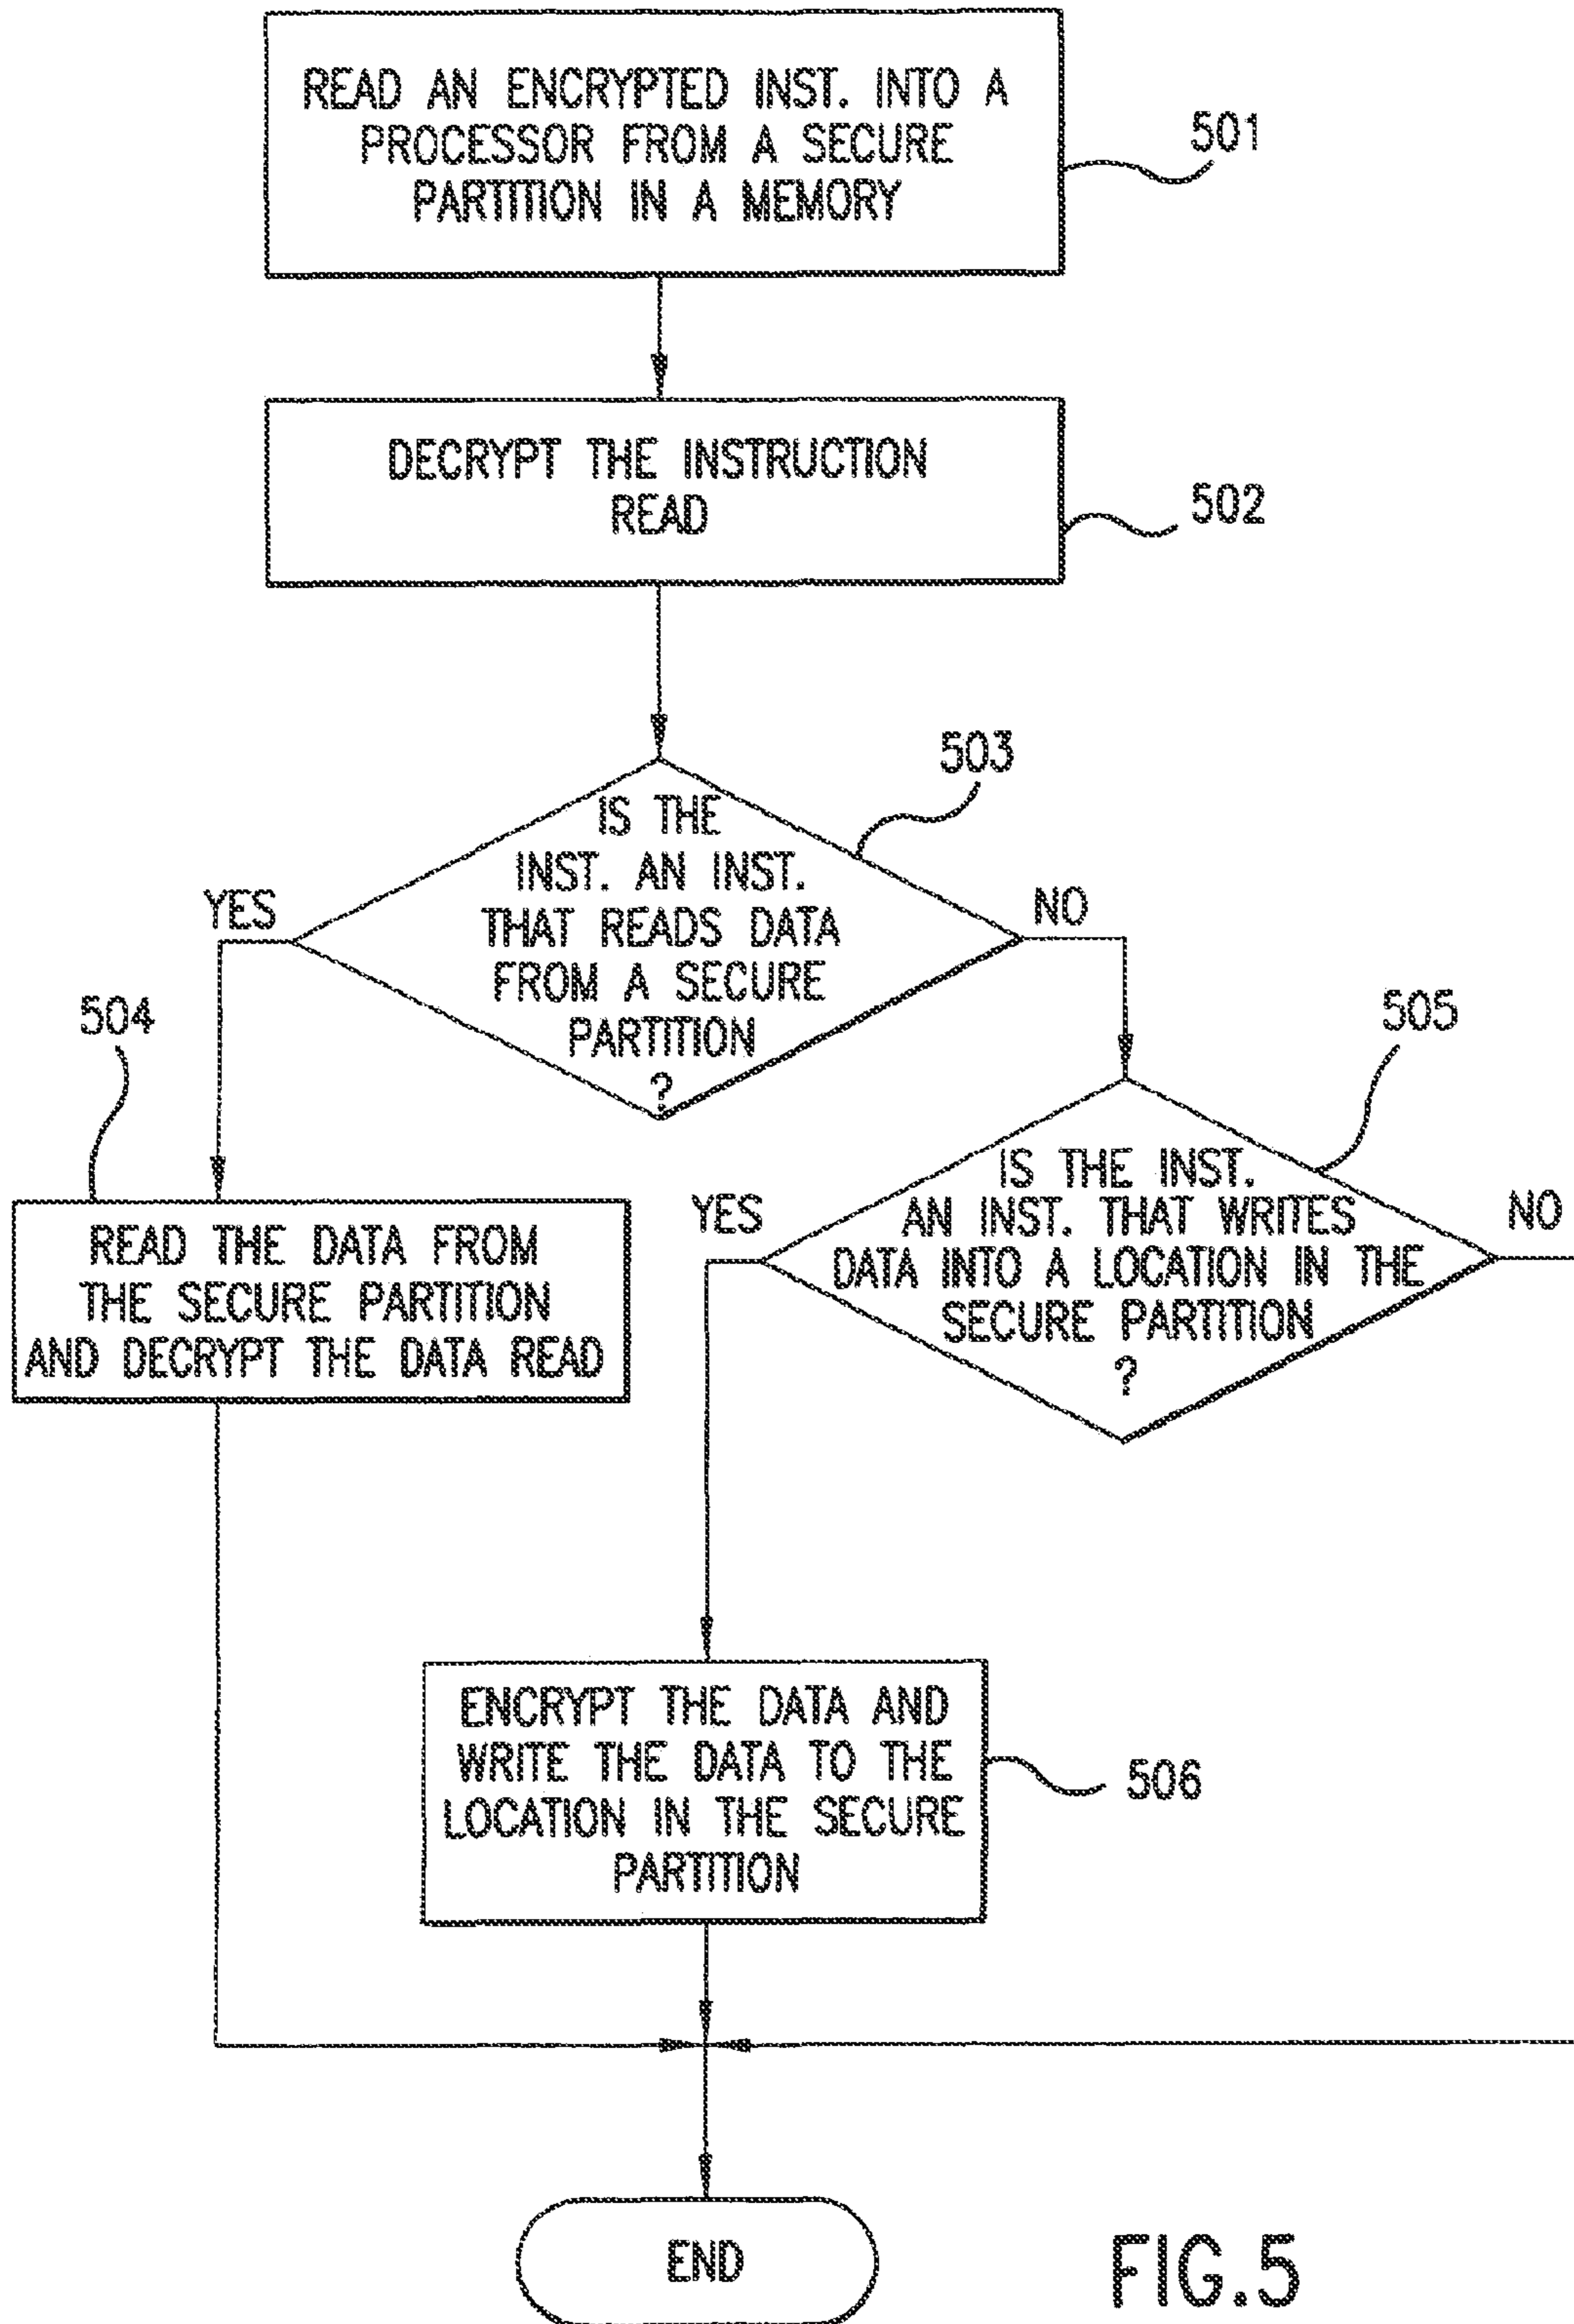 READ AN ENCRYPTED INST. INTO A
PROCESSOR FROM A SECURE
PARTITION IN A MEMORY
501
DECRYPT THE INSTRUCTION
READ
502
503
IS THE
INST. AN INST.
THAT READS DATA
FROM A SECURE
PARTITION
?
YES
NO
504
READ THE DATA FROM
THE SECURE PARTITION
AND DECRYPT THE DATA READ
505
IS THE INST.
AN INST. THAT WRITES
DATA INTO A LOCATION IN THE
SECURE PARTITION
?
YES
NO
ENCRYPT THE DATA AND
WRITE THE DATA TO THE
LOCATION IN THE SECURE
PARTITION
506
END
FIG.5